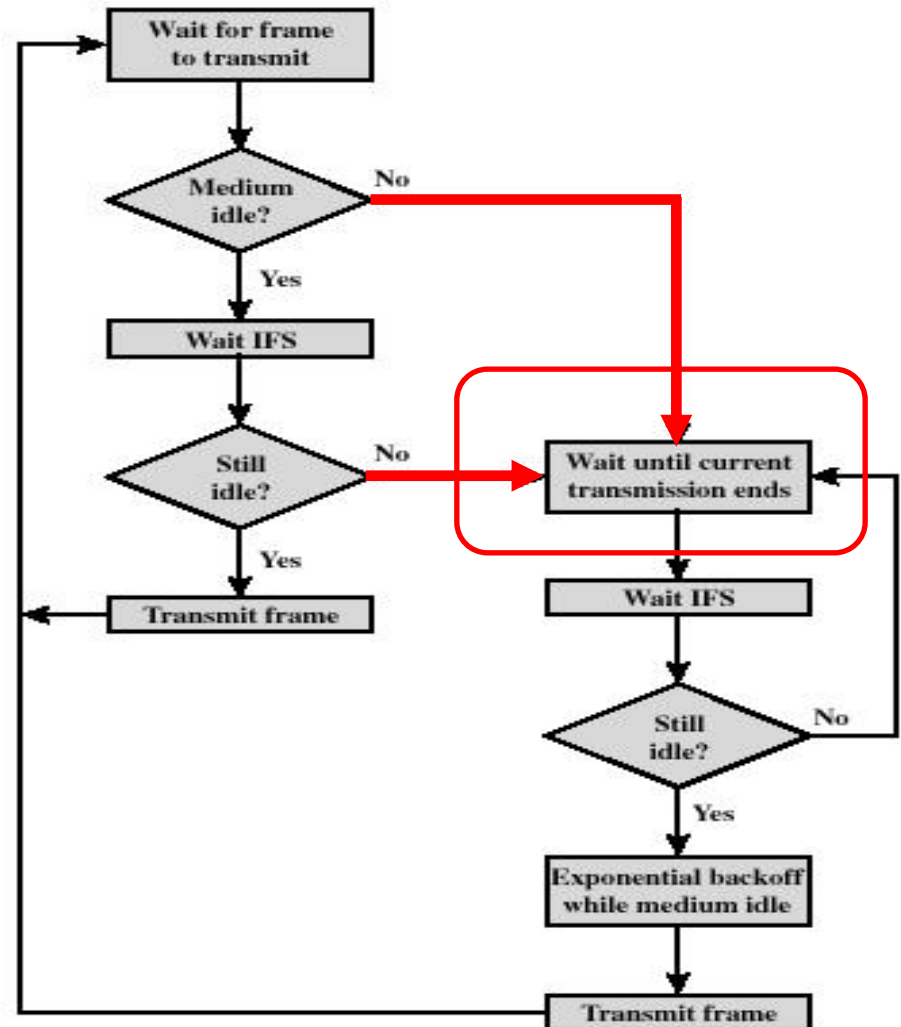 Wait for frame
to transmit
Medium
idle?
No
Yes
Wait IFS
Still
idle?
No
Yes
Transmit frame
Wait until current
transmission ends
Wait IFS
Still
idle?
No
Yes
Exponential backoff
while medium idle
Transmit frame